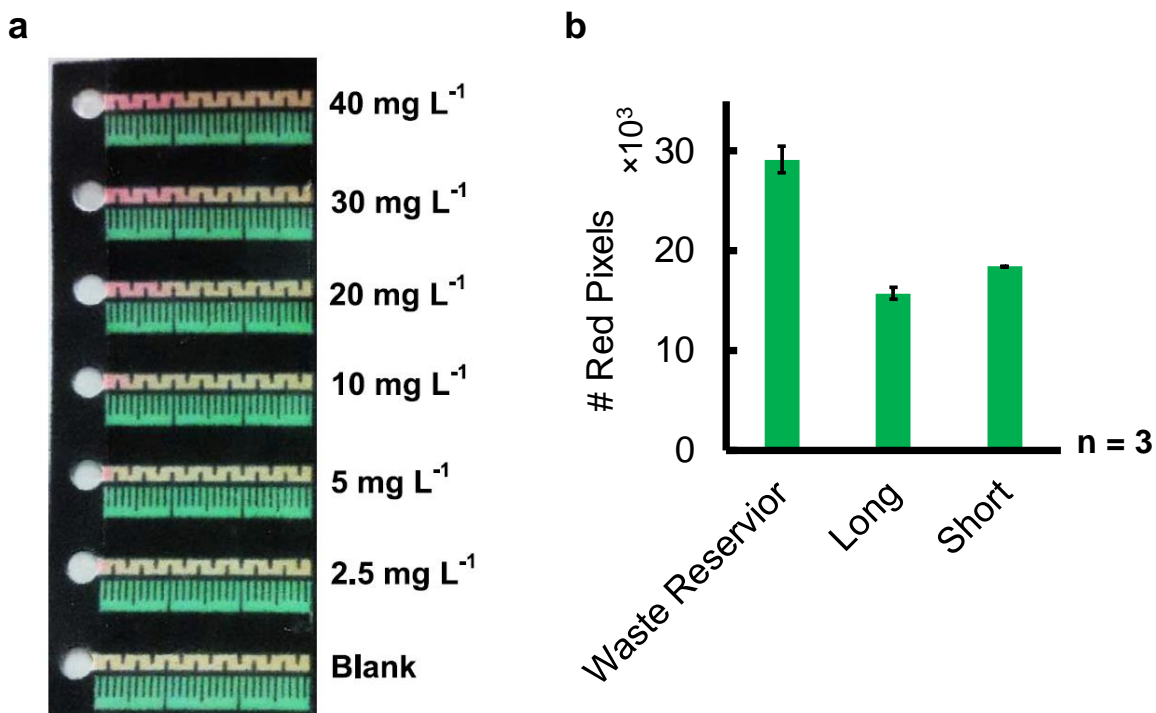 a
40 mg L⁻¹
30 mg L⁻¹
20 mg L⁻¹
10 mg L⁻¹
5 mg L⁻¹
2.5 mg L⁻¹
Blank
b
×10³
# Red Pixels
30
20
10
0
Waste Reservior
Long
Short
n = 3